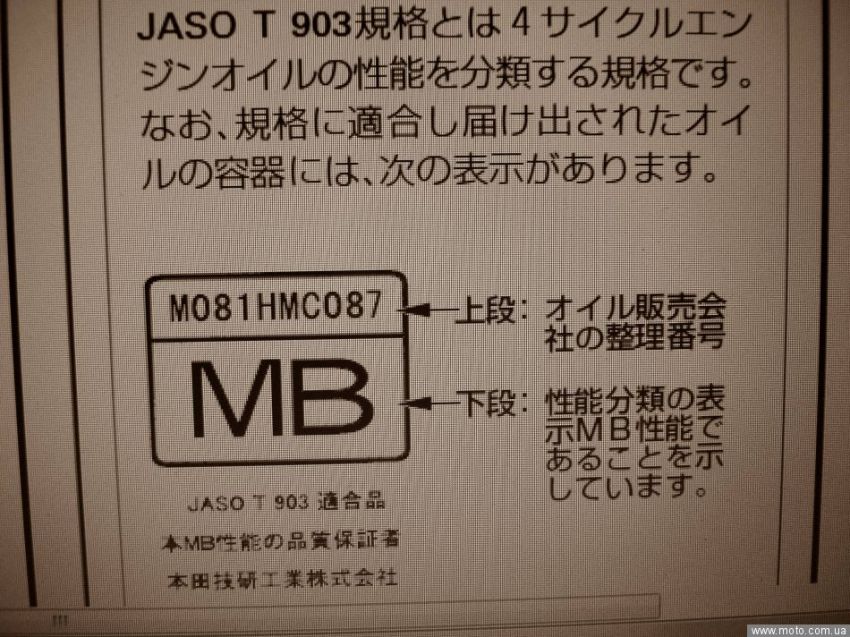 JASO T 903規格とは4サイクルエン
ジンオイルの性能を分類する規格です。
なお、規格に適合し届け出されたオイ
ルの容器には、次の表示があります。
M081HMC087
上段：オイル販売会
社の整理番号
MB
下段：性能分類の表
示MB性能で
あることを示
しています。
JASO T 903 適合品
本MB性能の品質保証者
本田技研工業株式会社
www.moto.com.ua